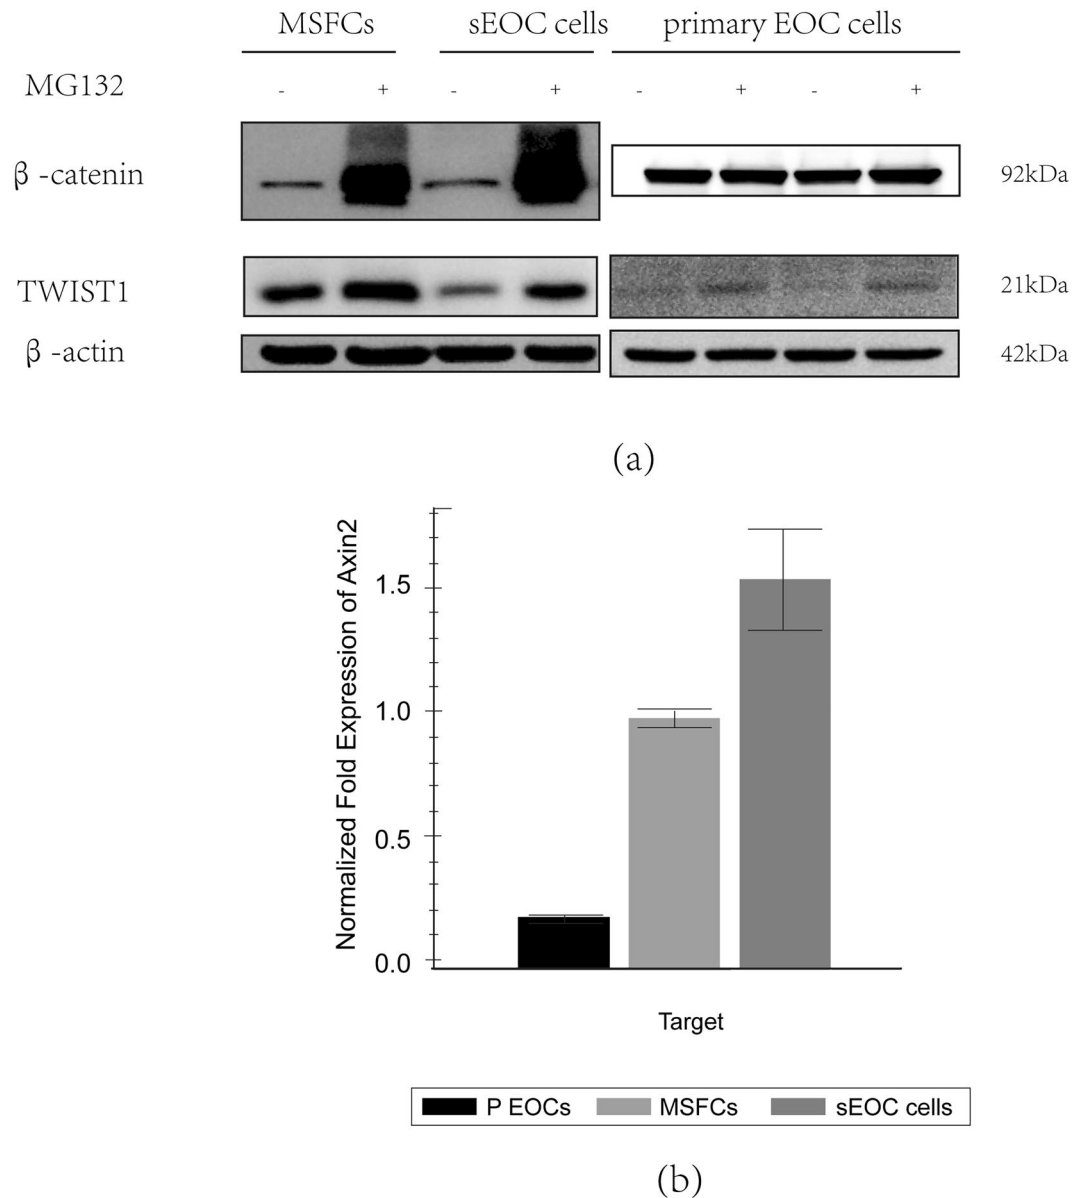 MSFCs sEOC cells primary EOC cells
MG132 - + - + - + - +
β-catenin 92kDa
TWIST1 21kDa
β-actin 42kDa
(a)
Normalized Fold Expression of Axin2
1.5
1.0
0.5
0.0
Target
P EOCs MSFCs sEOC cells
(b)